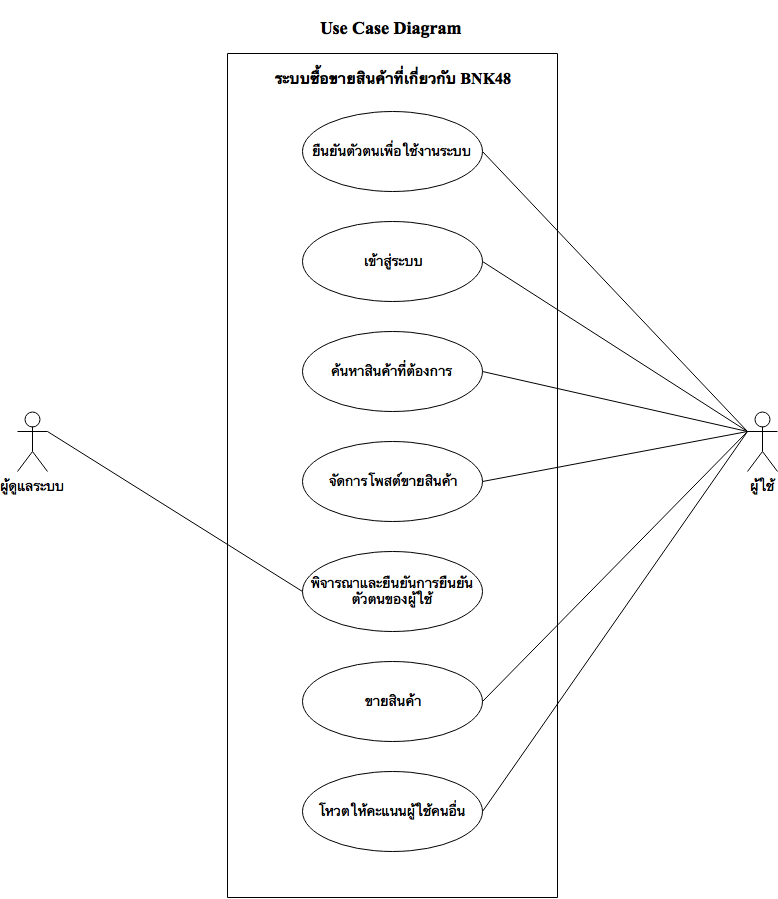 Use Case Diagram
ระบบซื้อขายสินค้าที่เกี่ยวกับ BNK48
ยืนยันตัวตนเพื่อใช้งานระบบ
เข้าสู่ระบบ
ค้นหาสินค้าที่ต้องการ
จัดการโพสต์ขายสินค้า
ผู้ดูแลระบบ
ผู้ใช้
พิจารณาและยืนยันการยืนยัน
ตัวตนของผู้ใช้
ขายสินค้า
โหวตให้คะแนนผู้ใช้คนอื่น